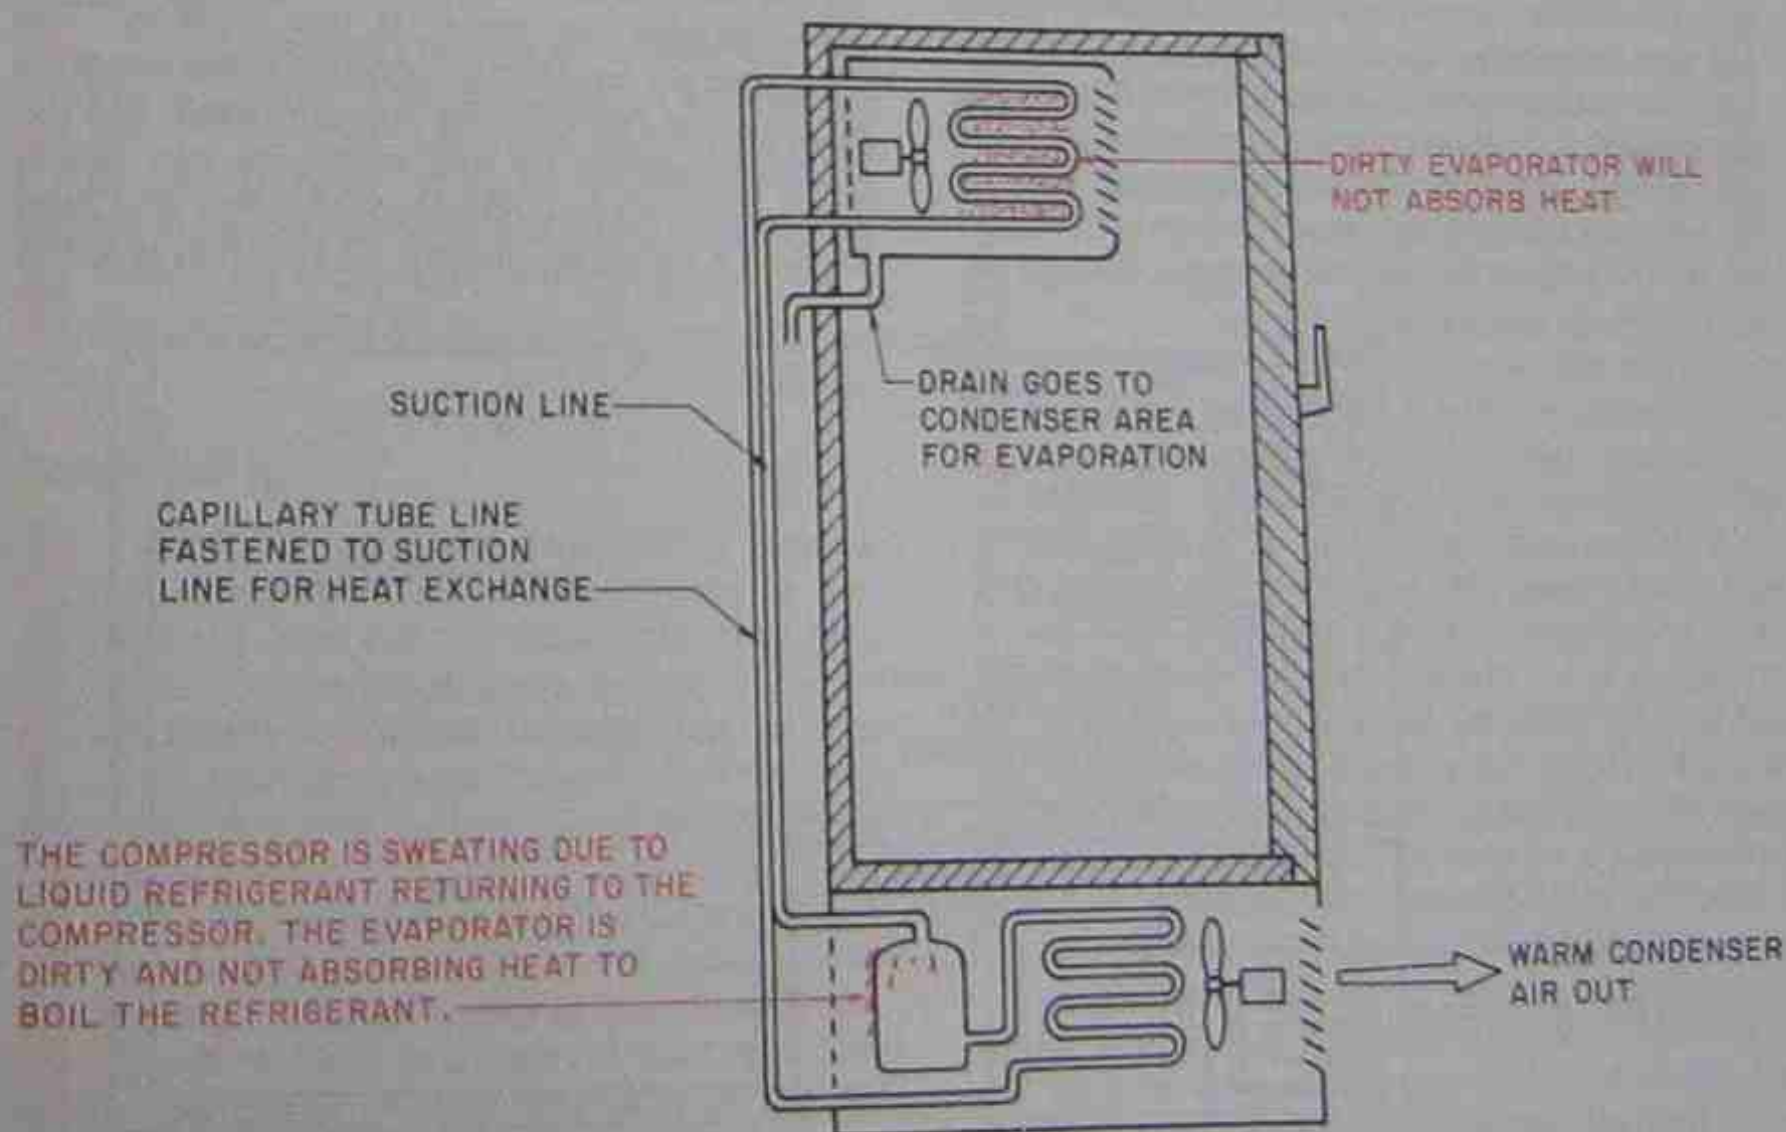 DIRTY EVAPORATOR WILL
NOT ABSORB HEAT
SUCTION LINE
DRAIN GOES TO
CONDENSER AREA
FOR EVAPORATION
CAPILLARY TUBE LINE
FASTENED TO SUCTION
LINE FOR HEAT EXCHANGE
THE COMPRESSOR IS SWEATING DUE TO
LIQUID REFRIGERANT RETURNING TO THE
COMPRESSOR. THE EVAPORATOR IS
DIRTY AND NOT ABSORBING HEAT TO
BOIL THE REFRIGERANT.
WARM CONDENSER
AIR OUT